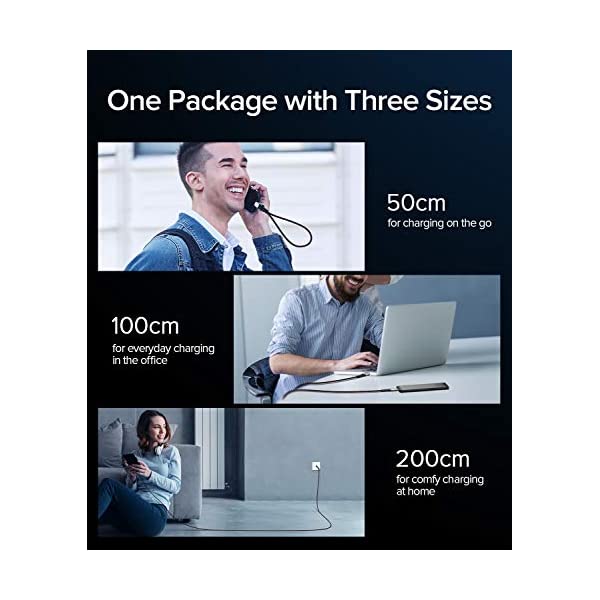 One Package with Three Sizes
50cm
for charging on the go
100cm
for everyday charging
in the office
200cm
for comfy charging
at home